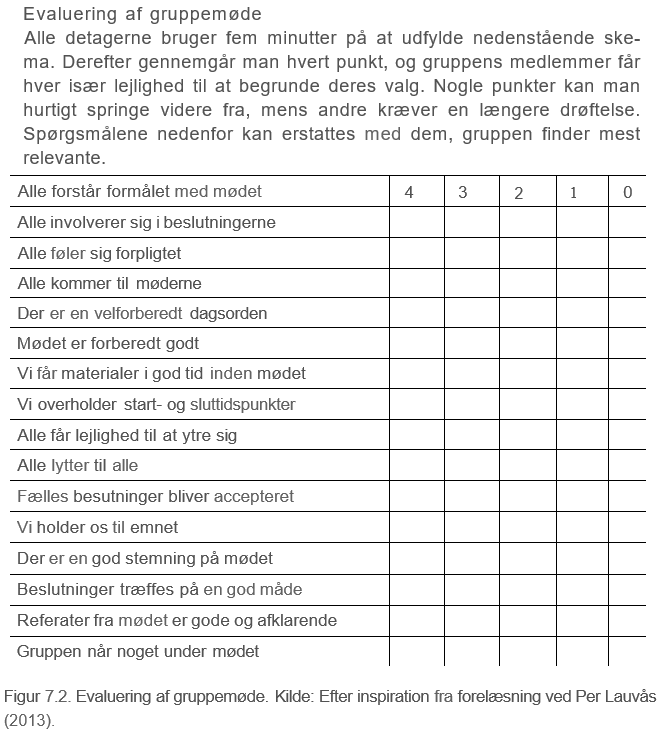 Evaluering af gruppemøde
Alle detagerne bruger fem minutter på at udfylde nedenstående ske-
ma. Derefter gennemgår man hvert punkt, og gruppens medlemmer får
hver især lejlighed til at begrunde deres valg. Nogle punkter kan man
hurtigt springe videre fra, mens andre kræver en længere drøftelse.
Spørgsmålene nedenfor kan erstattes med dem, gruppen finder mest
relevante.
Alle forstår formålet med mødet 4 3 2 1 0
Alle involverer sig i beslutningerne
Alle føler sig forpligtet
Alle kommer til møderne
Der er en velforberedt dagsorden
Mødet er forberedt godt
Vi får materialer i god tid inden mødet
Vi overholder start- og sluttidspunkter
Alle får lejlighed til at ytre sig
Alle lytter til alle
Fælles besutninger bliver accepteret
Vi holder os til emnet
Der er en god stemning på mødet
Beslutninger træffes på en god måde
Referater fra mødet er gode og afklarende
Gruppen når noget under mødet
Figur 7.2. Evaluering af gruppemøde. Kilde: Efter inspiration fra forelæsning ved Per Lauvås
(2013).